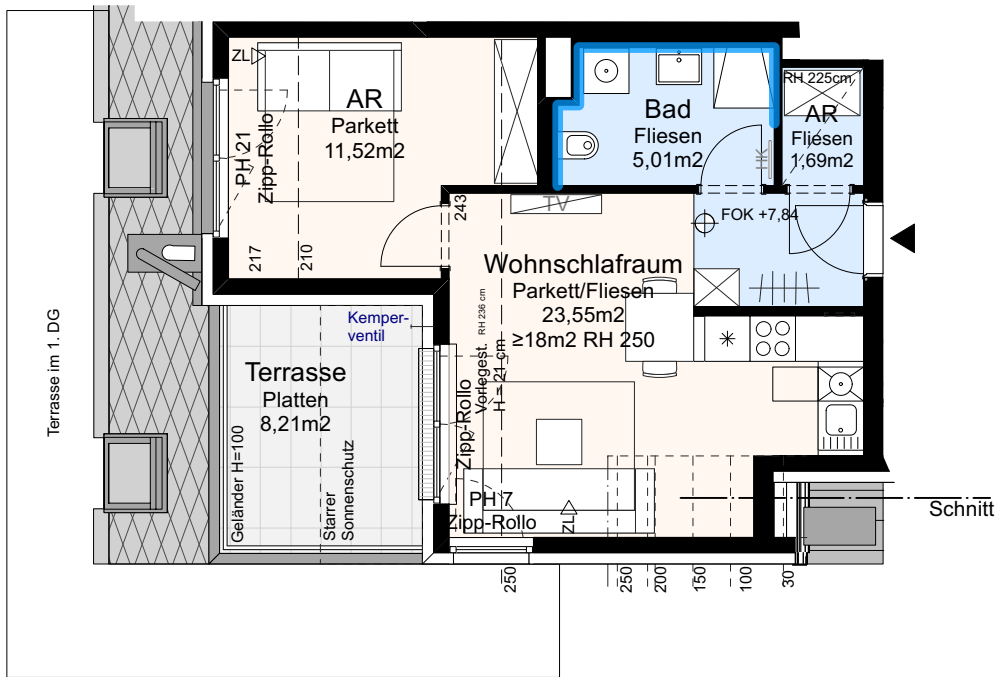 ZL
AR
Parkett
11,52m2
PH 21
Zipp-Rollo
217
210
243
Bad
Fliesen
5,01m2
HK
RH 225cm
AR
Fliesen
1,69m2
TV
FOK +7,84
Wohnschlafraum
Parkett/Fliesen
23,55m2
≥18m2 RH 250
Kemper-
ventil
Terrasse
Platten
8,21m2
Geländer H=100
Starrer
Sonnenschutz
Zipp-Rollo
Vorlegest. RH 236 cm
H = 21 cm
PH 7
Zipp-Rollo
ZL
Schnitt
250
250
200
150
100
30
Terrasse im 1. DG